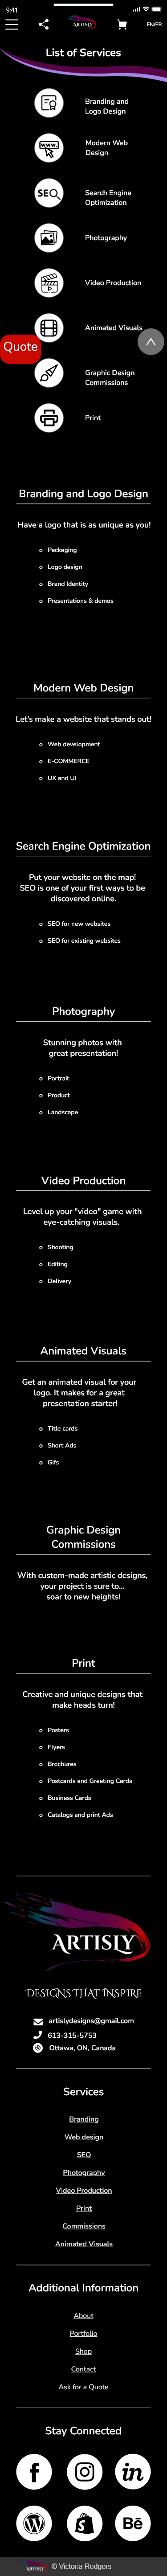 9:41
ARTISLY
EN/FR
List of Services
Branding and
Logo Design
WWW
Modern Web
Design
SEO
Search Engine
Optimization
Photography
Video Production
Animated Visuals
Quote
Graphic Design
Commissions
Print
Branding and Logo Design
Have a logo that is as unique as you!
Packaging
Logo design
Brand Identity
Presentations & demos
Modern Web Design
Let's make a website that stands out!
Web development
E-COMMERCE
UX and UI
Search Engine Optimization
Put your website on the map!
SEO is one of your first ways to be
discovered online.
SEO for new websites
SEO for existing websites
Photography
Stunning photos with
great presentation!
Portrait
Product
Landscape
Video Production
Level up your "video" game with
eye-catching visuals.
Shooting
Editing
Delivery
Animated Visuals
Get an animated visual for your
logo. It makes for a great
presentation starter!
Title cards
Short Ads
Gifs
Graphic Design
Commissions
With custom-made artistic designs,
your project is sure to...
soar to new heights!
Print
Creative and unique designs that
make heads turn!
Posters
Flyers
Brochures
Postcards and Greeting Cards
Business Cards
Catalogs and print Ads
ARTISLY
DESIGNS THAT INSPIRE
artislydesigns@gmail.com
613-315-5753
Ottawa, ON, Canada
Services
Branding
Web design
SEO
Photography
Video Production
Print
Commissions
Animated Visuals
Additional Information
About
Portfolio
Shop
Contact
Ask for a Quote
Stay Connected
f
in
W
Bē
ARTISLY
© Victoria Rodgers